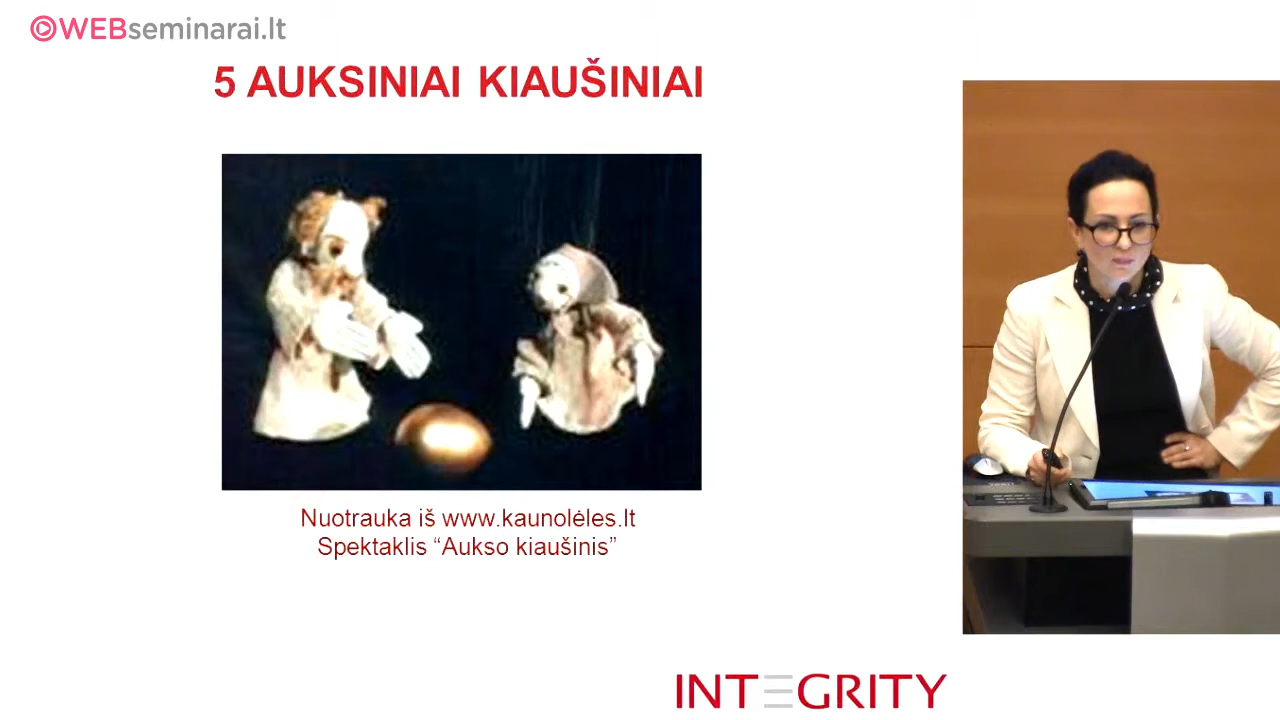 WEBseminarai.lt
5 AUKSINIAI KIAUŠINIAI
Nuotrauka iš www.kaunolėles.lt
Spektaklis “Aukso kiaušinis”
INTEGRITY